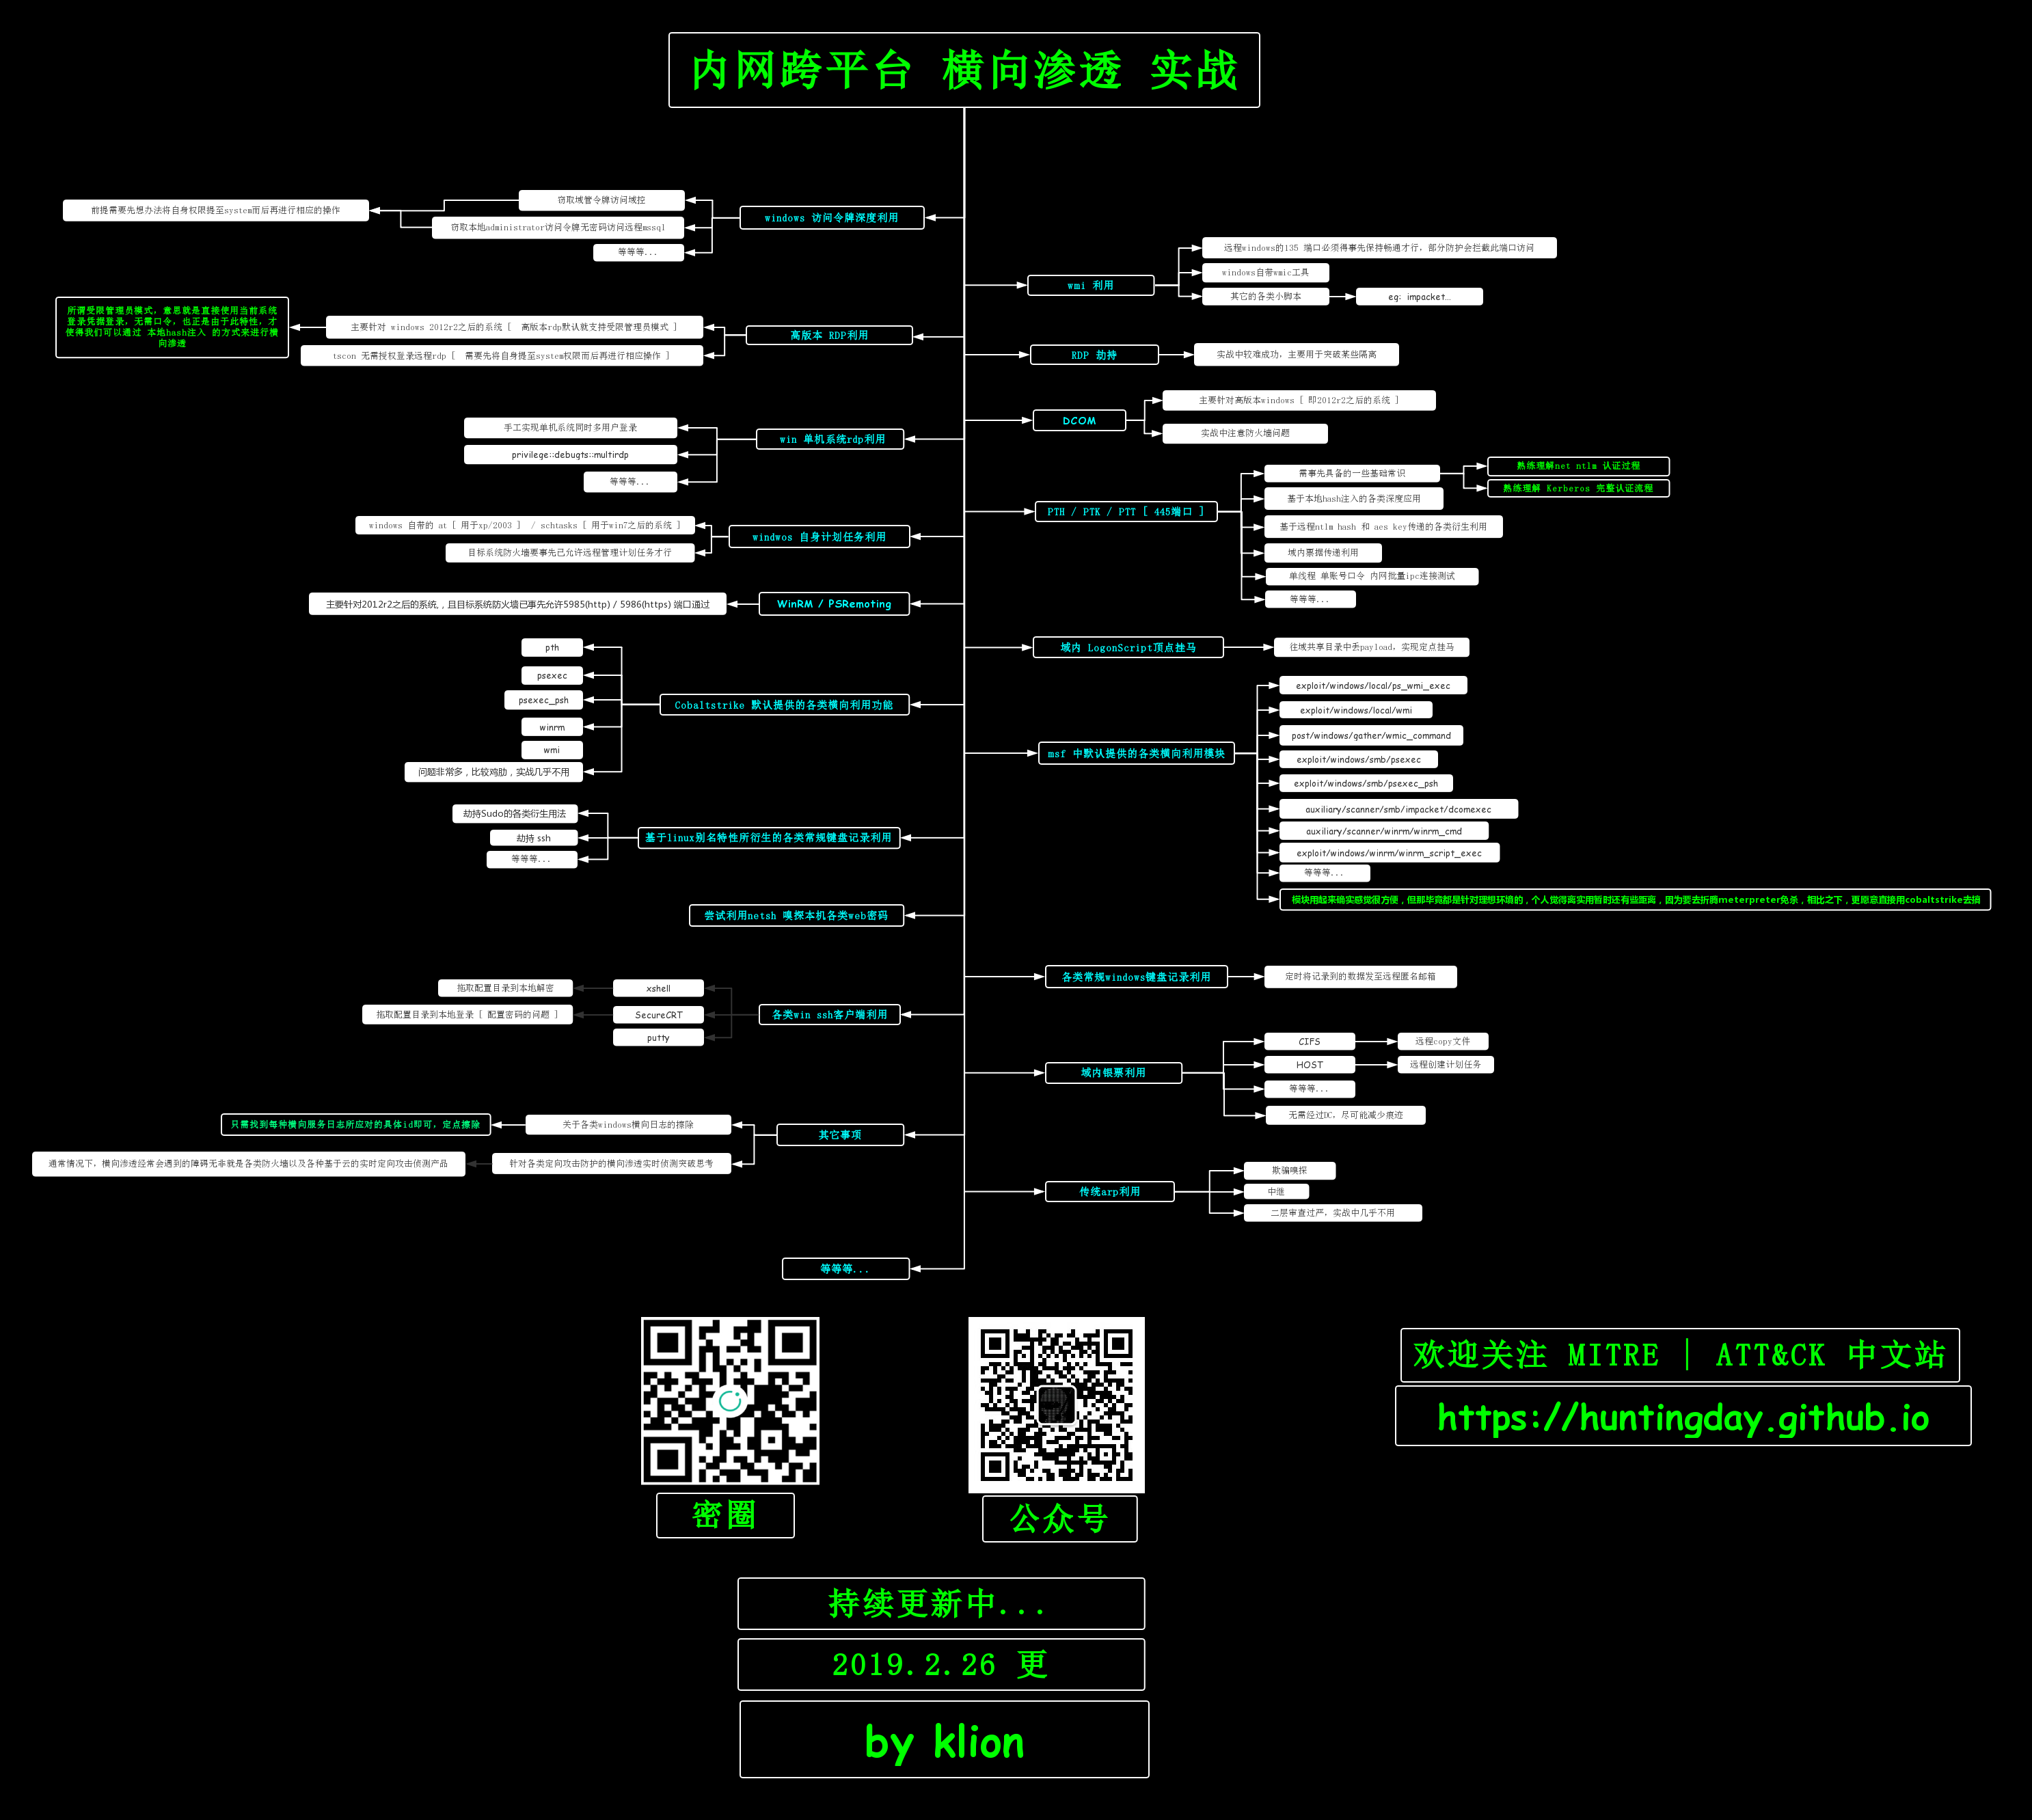 内网跨平台 横向渗透 实战
windows 访问令牌深度利用
窃取域管令牌访问域控
窃取本地administrator访问令牌无密码访问远程mssql
等等等...
前提需要先想办法将自身权限提至system而后再进行相应的操作
wmi 利用
远程windows的135 端口必须得事先保持畅通才行，部分防护会拦截此端口访问
windows自带wmic工具
其它的各类小脚本
eg: impacket...
高版本 RDP利用
主要针对 windows 2012r2之后的系统 [ 高版本rdp默认就支持受限管理员模式 ]
tscon 无需授权登录远程rdp [ 需要先将自身提至system权限而后再进行相应操作 ]
所谓受限管理员模式，意思就是直接使用当前系统
登录凭据登录，无需口令，也正是由于此特性，才
使得我们可以通过 本地hash注入 的方式来进行横
向渗透
RDP 劫持
实战中较难成功，主要用于突破某些隔离
DCOM
主要针对高版本windows [ 即2012r2之后的系统 ]
实战中注意防火墙问题
win 单机系统rdp利用
手工实现单机系统同时多用户登录
privilege::debugts::multirdp
等等等...
PTH / PTK / PTT [ 445端口 ]
需事先具备的一些基础常识
熟练理解net ntlm 认证过程
熟练理解 Kerberos 完整认证流程
基于本地hash注入的各类深度应用
基于远程ntlm hash 和 aes key传递的各类衍生利用
域内票据传递利用
单线程 单账号口令 内网批量ipc连接测试
等等等...
windwos 自身计划任务利用
windows 自带的 at [ 用于xp/2003 ] / schtasks [ 用于win7之后的系统 ]
目标系统防火墙要事先己允许远程管理计划任务才行
WinRM / PSRemoting
主要针对2012r2之后的系统, , 且目标系统防火墙已事先允许5985(http) / 5986(https) 端口通过
域内 LogonScript顶点挂马
往域共享目录中丢payload，实现定点挂马
Cobaltstrike 默认提供的各类横向利用功能
pth
psexec
psexec_psh
winrm
wmi
问题非常多，比较鸡肋，实战几乎不用
msf 中默认提供的各类横向利用模块
exploit/windows/local/ps_wmi_exec
exploit/windows/local/wmi
post/windows/gather/wmic_command
exploit/windows/smb/psexec
exploit/windows/smb/psexec_psh
auxiliary/scanner/smb/impacket/dcomexec
auxiliary/scanner/winrm/winrm_cmd
exploit/windows/winrm/winrm_script_exec
等等等...
模块用起来确实感觉很方便，但那毕竟都是针对理想环境的，个人觉得离实用暂时还有些距离，因为要去折腾meterpreter免杀，相比之下，更愿意直接用cobaltstrike去搞
基于linux别名特性所衍生的各类常规键盘记录利用
劫持Sudo的各类衍生用法
劫持 ssh
等等等...
尝试利用netsh 嗅探本机各类web密码
各类常规windows键盘记录利用
定时将记录到的数据发至远程匿名邮箱
各类win ssh客户端利用
xshell
拖取配置目录到本地解密
SecureCRT
拖取配置目录到本地登录 [ 配置密码的问题 ]
putty
域内银票利用
CIFS
远程copy文件
HOST
远程创建计划任务
等等等...
无需经过DC，尽可能减少痕迹
其它事项
关于各类windows横向日志的擦除
只需找到每种横向服务日志所应对的具体id即可，定点擦除
针对各类定向攻击防护的横向渗透实时侦测突破思考
通常情况下，横向渗透经常会遇到的障碍无非就是各类防火墙以及各种基于云的实时定向攻击侦测产品
传统arp利用
欺骗嗅探
中继
二层审查过严，实战中几乎不用
等等等...
密圈
公众号
欢迎关注 MITRE | ATT&CK 中文站
https://huntingday.github.io
持续更新中...
2019.2.26 更
by klion